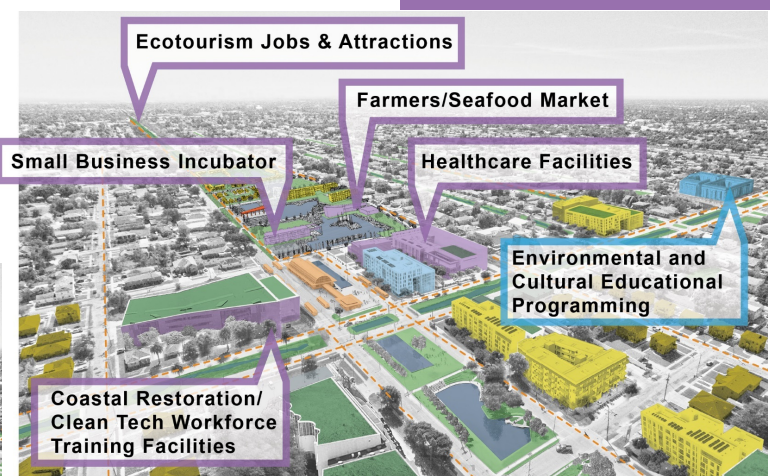 Ecotourism Jobs & Attractions
Farmers/Seafood Market
Small Business Incubator
Healthcare Facilities
Environmental and
Cultural Educational
Programming
Coastal Restoration/
Clean Tech Workforce
Training Facilities